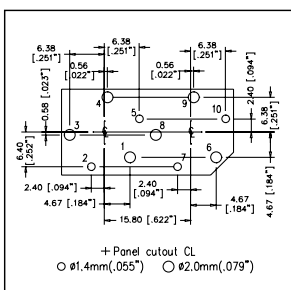 6.38 6.38 6.38
[.251] [.251] [.251]
0.56 0.56
[.022"] [.022"]
2.40 [.094"]
0.58 [.023"]
4 9
5 10
6.38 [.251]
3 8
6.40 [.252]
1 6
2 7
2.40 [.094"] 2.40 [.094"]
4.67 [.184"] 4.67 [.184"]
4.67 [.184"]
15.80 [.622"]
+ Panel cutout CL
ø1.4mm(.055") ø2.0mm(.079")